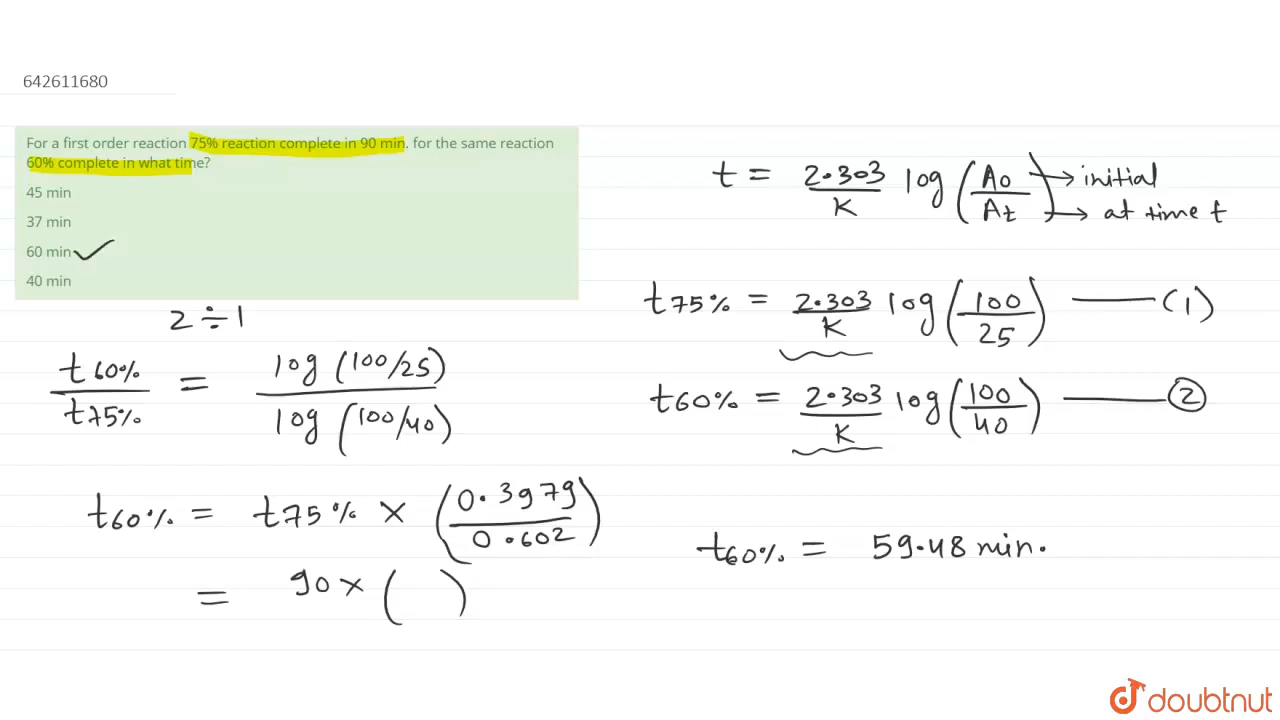 642611680
For a first order reaction 75% reaction complete in 90 min. for the same reaction
60% complete in what time?
45 min
37 min
60 min ✓
40 min
2 ÷ 1
t60% / t75% = log (100/25) / log (100/40)
t60% = t75% × (0.3979 / 0.602)
= 90 × ( )
t = 2.303 / K log (A0 / At) → initial → at time t
t75% = 2.303 / K log (100 / 25) —— (1)
t60% = 2.303 / K log (100 / 40) —— ②
t60% = 59.48 min.
doubtnut